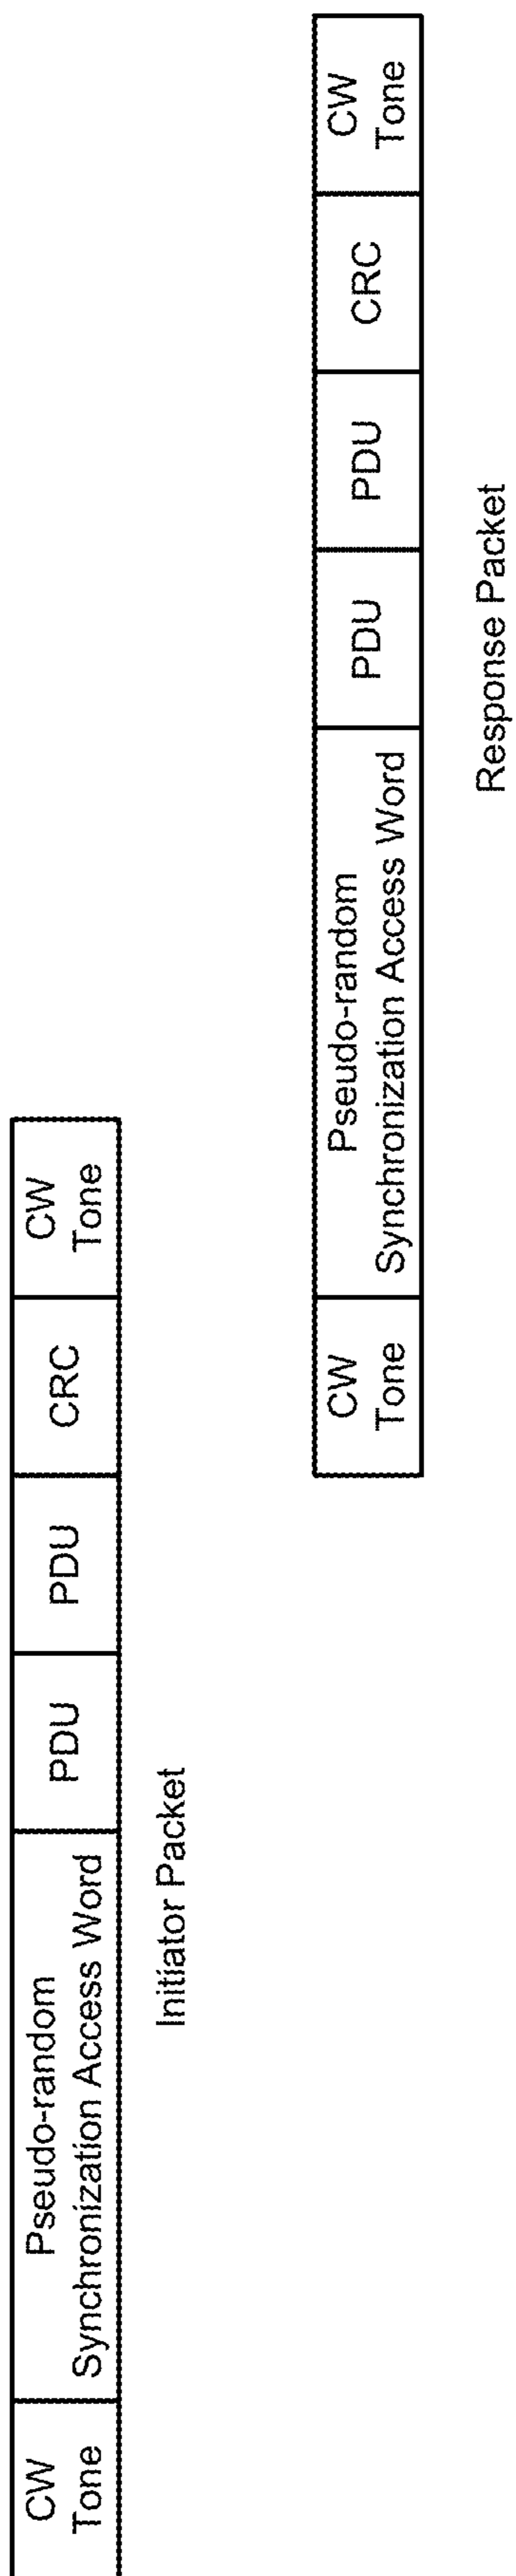 CW
Tone
Pseudo-random
Synchronization Access Word
PDU
PDU
CRC
CW
Tone
Initiator Packet
CW
Tone
Pseudo-random
Synchronization Access Word
PDU
PDU
CRC
CW
Tone
Response Packet